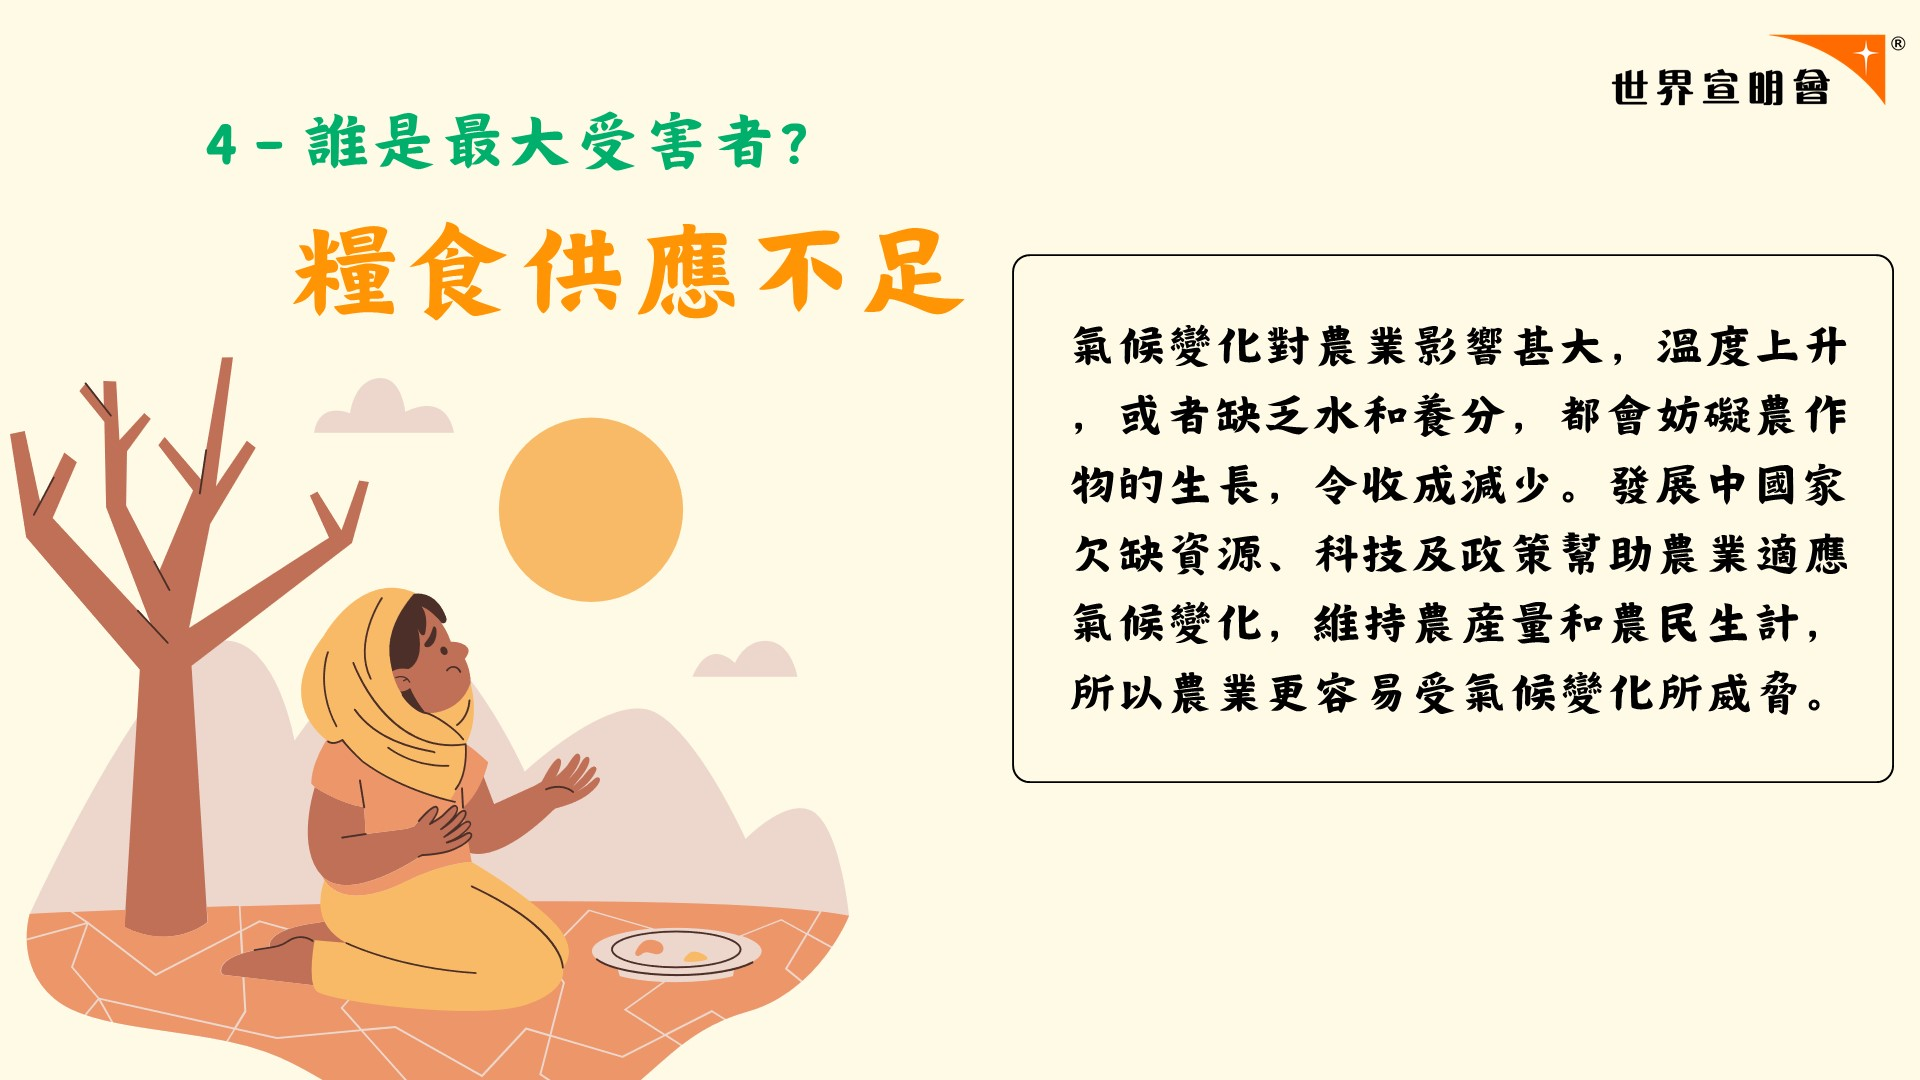 世界宣明會®
4 - 誰是最大受害者?
糧食供應不足
氣候變化對農業影響甚大，溫度上升
，或者缺乏水和養分，都會妨礙農作
物的生長，令收成減少。發展中國家
欠缺資源、科技及政策幫助農業適應
氣候變化，維持農產量和農民生計，
所以農業更容易受氣候變化所威脅。